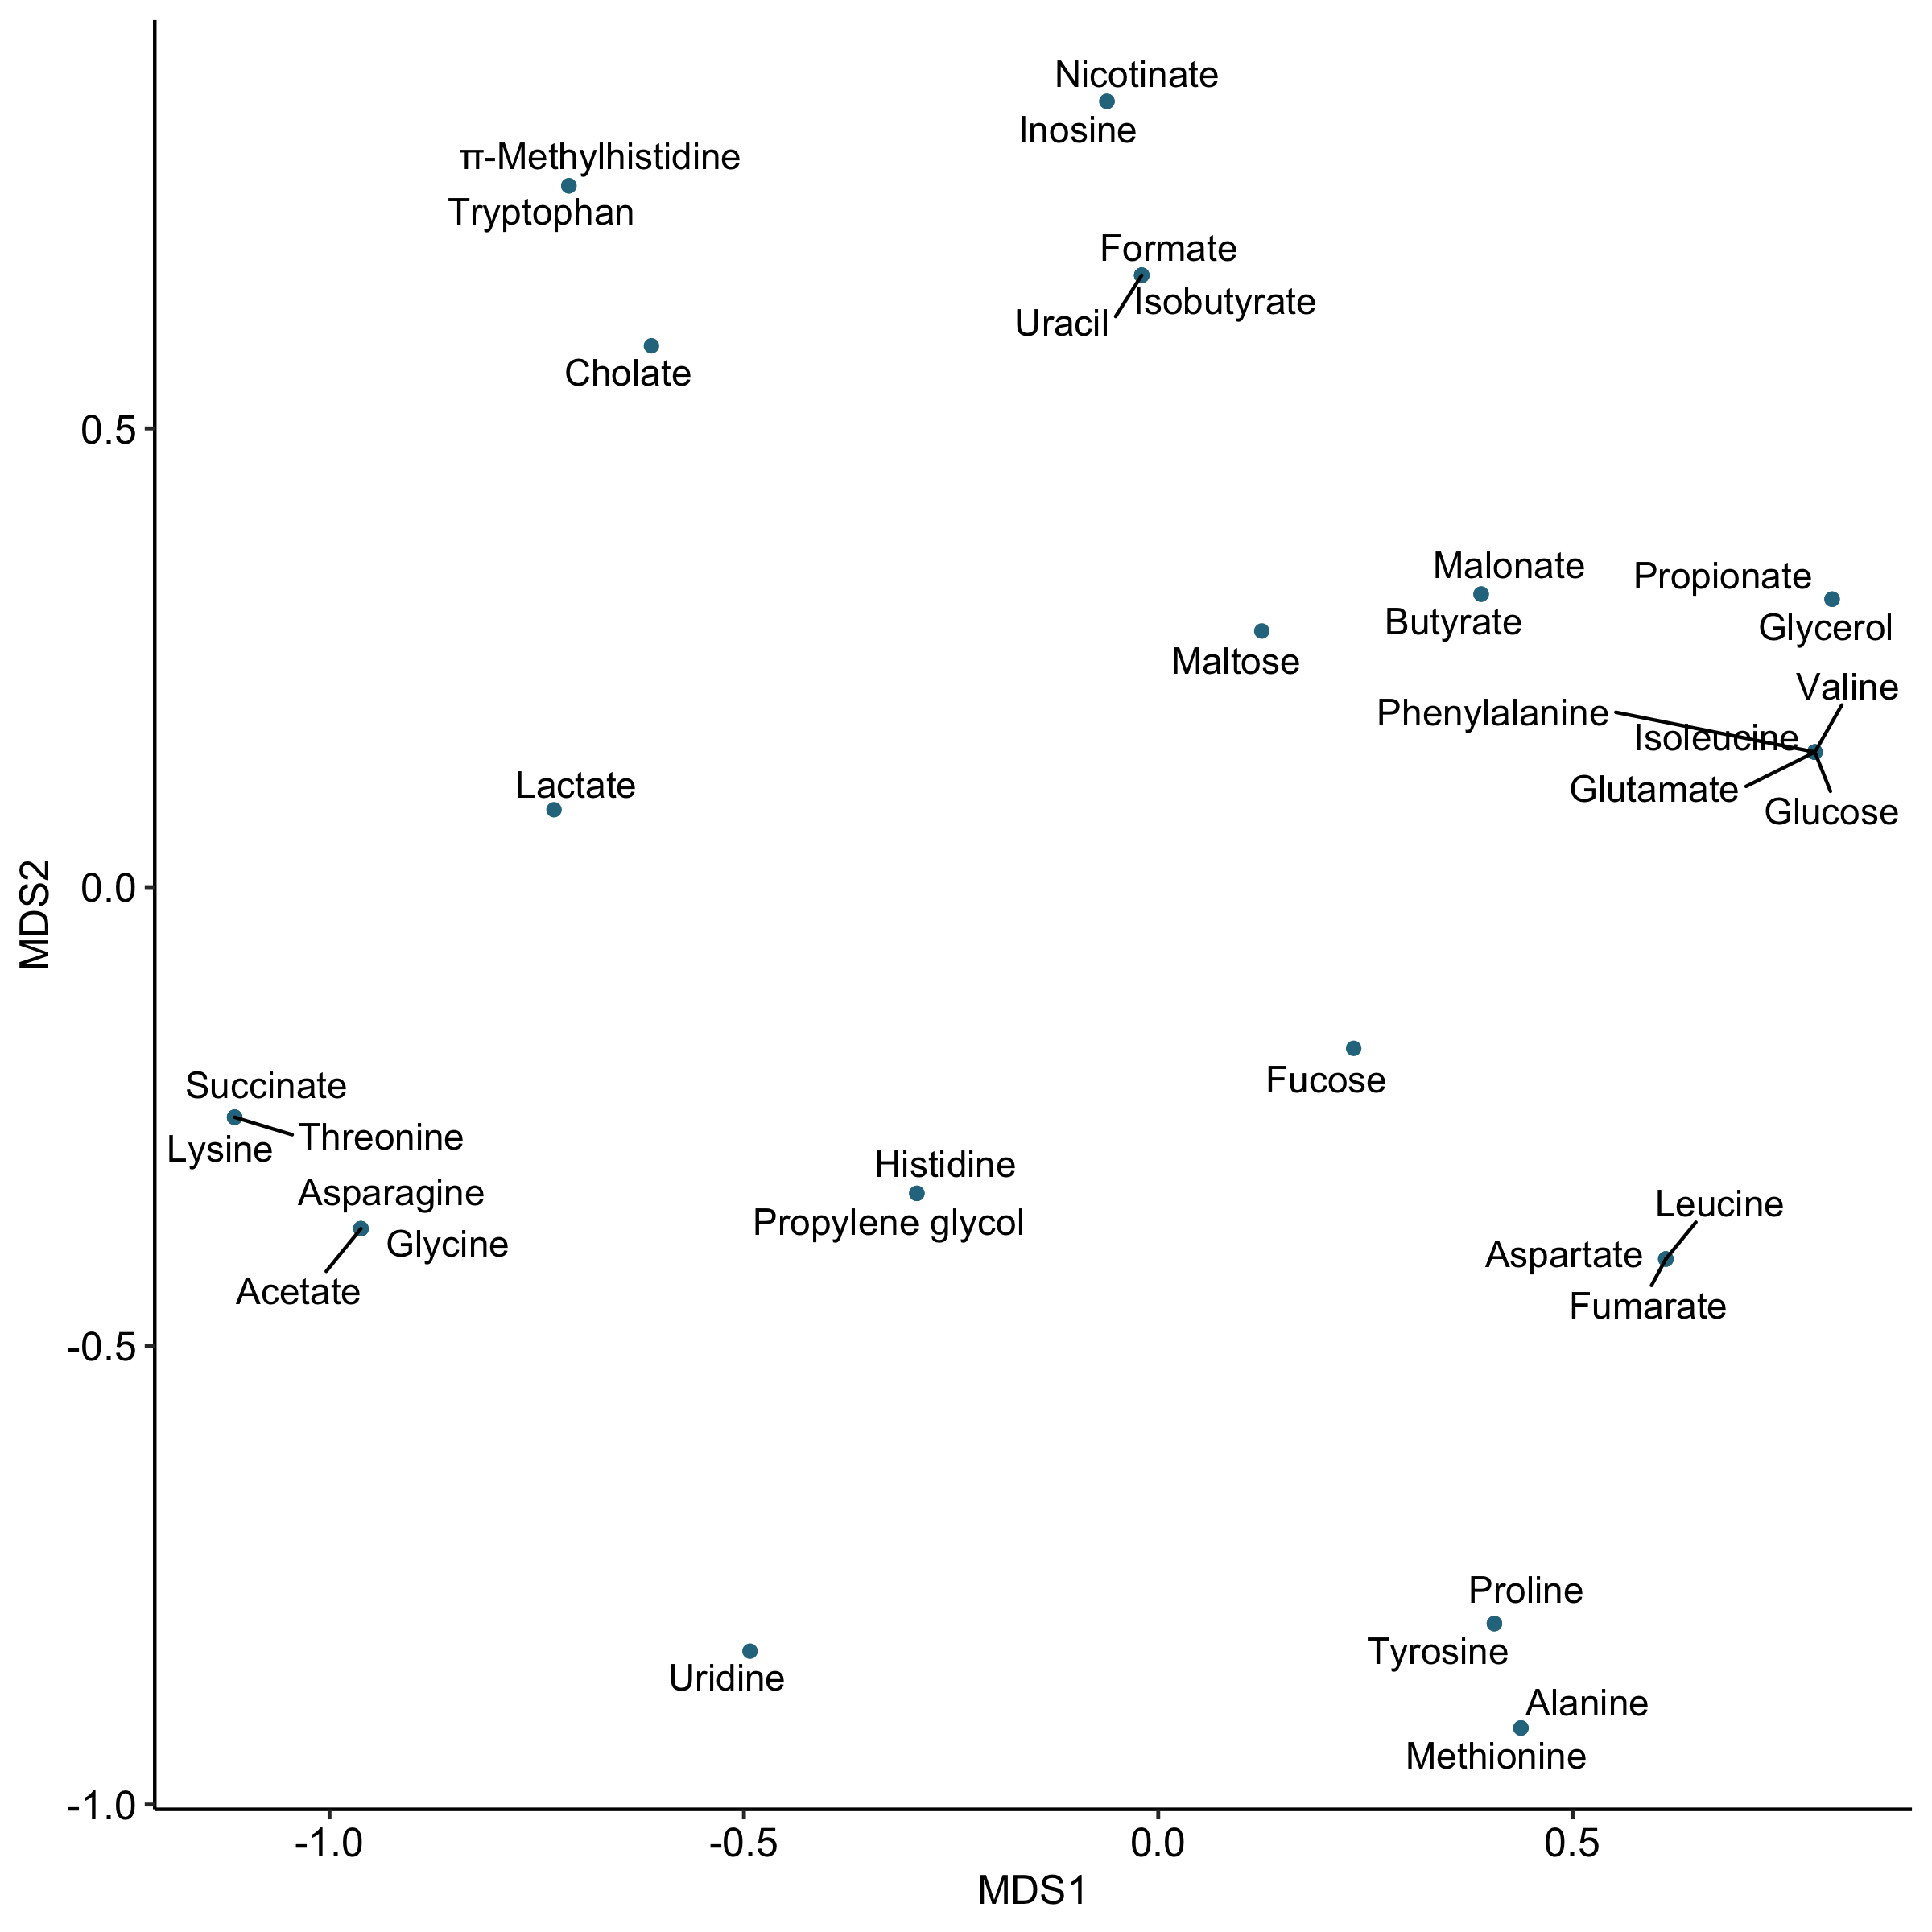 Nicotinate
Inosine
π-Methylhistidine
Tryptophan
Formate
Isobutyrate
Uracil
Cholate
0.5
Malonate
Propionate
Butyrate
Glycerol
Maltose
Valine
Phenylalanine
Isoleucine
Glutamate
Glucose
Lactate
0.0
MDS2
Fucose
Succinate
Threonine
Lysine
Histidine
Asparagine
Propylene glycol
Glycine
Acetate
Leucine
Aspartate
Fumarate
-0.5
Proline
Tyrosine
Uridine
Alanine
Methionine
-1.0
-1.0
-0.5
0.0
0.5
MDS1